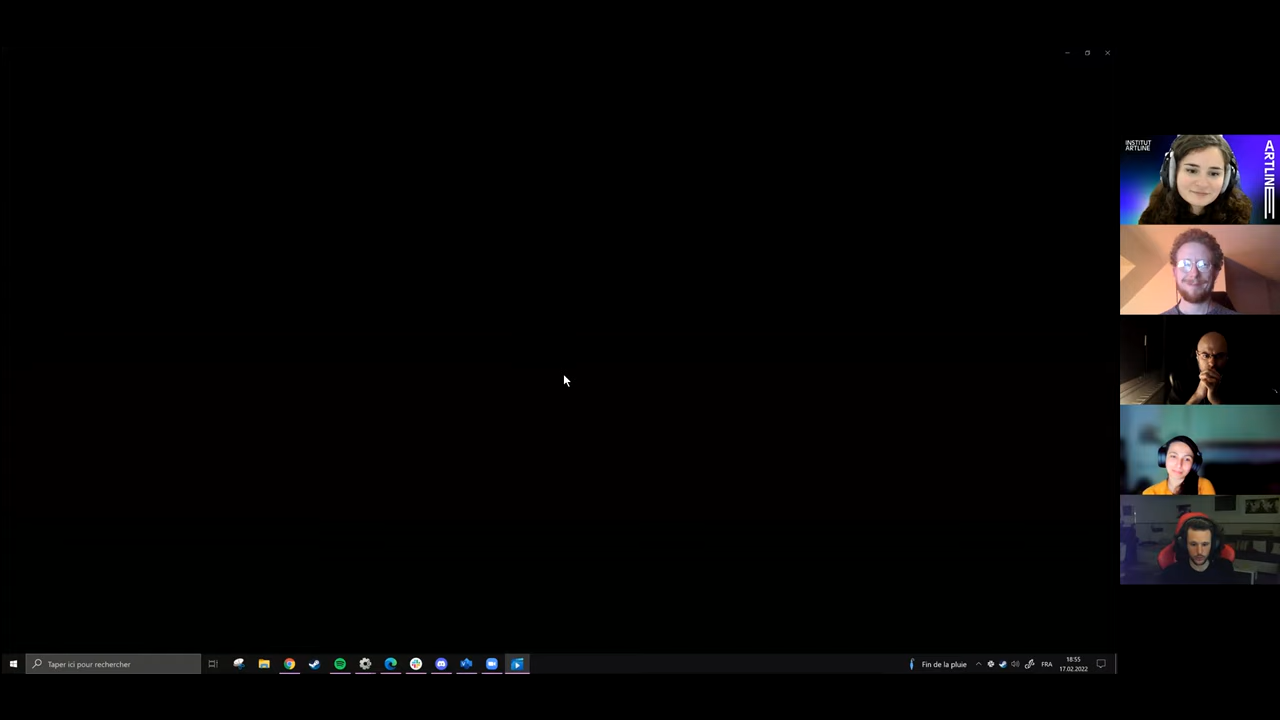 INSTITUT
ARTLINE
ARTLINE
Taper ici pour rechercher
Fin de la pluie
FRA
18:55
17.02.2022